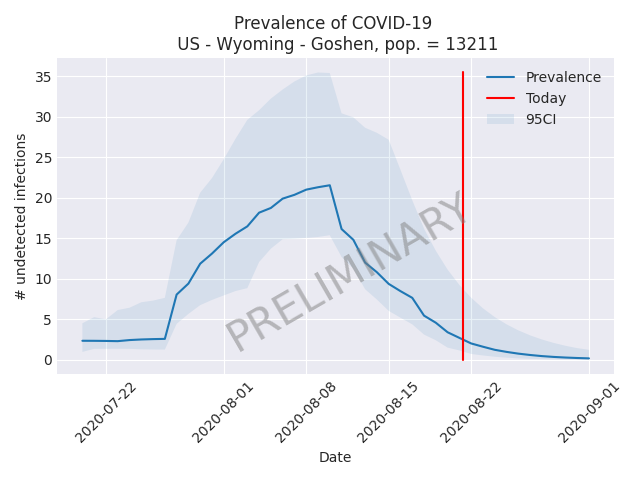 Prevalence of COVID-19
US - Wyoming - Goshen, pop. = 13211
# undetected infections
35
30
25
20
15
10
5
0
Prevalence
Today
95CI
PRELIMINARY
2020-07-22
2020-08-01
2020-08-08
2020-08-15
2020-08-22
2020-09-01
Date